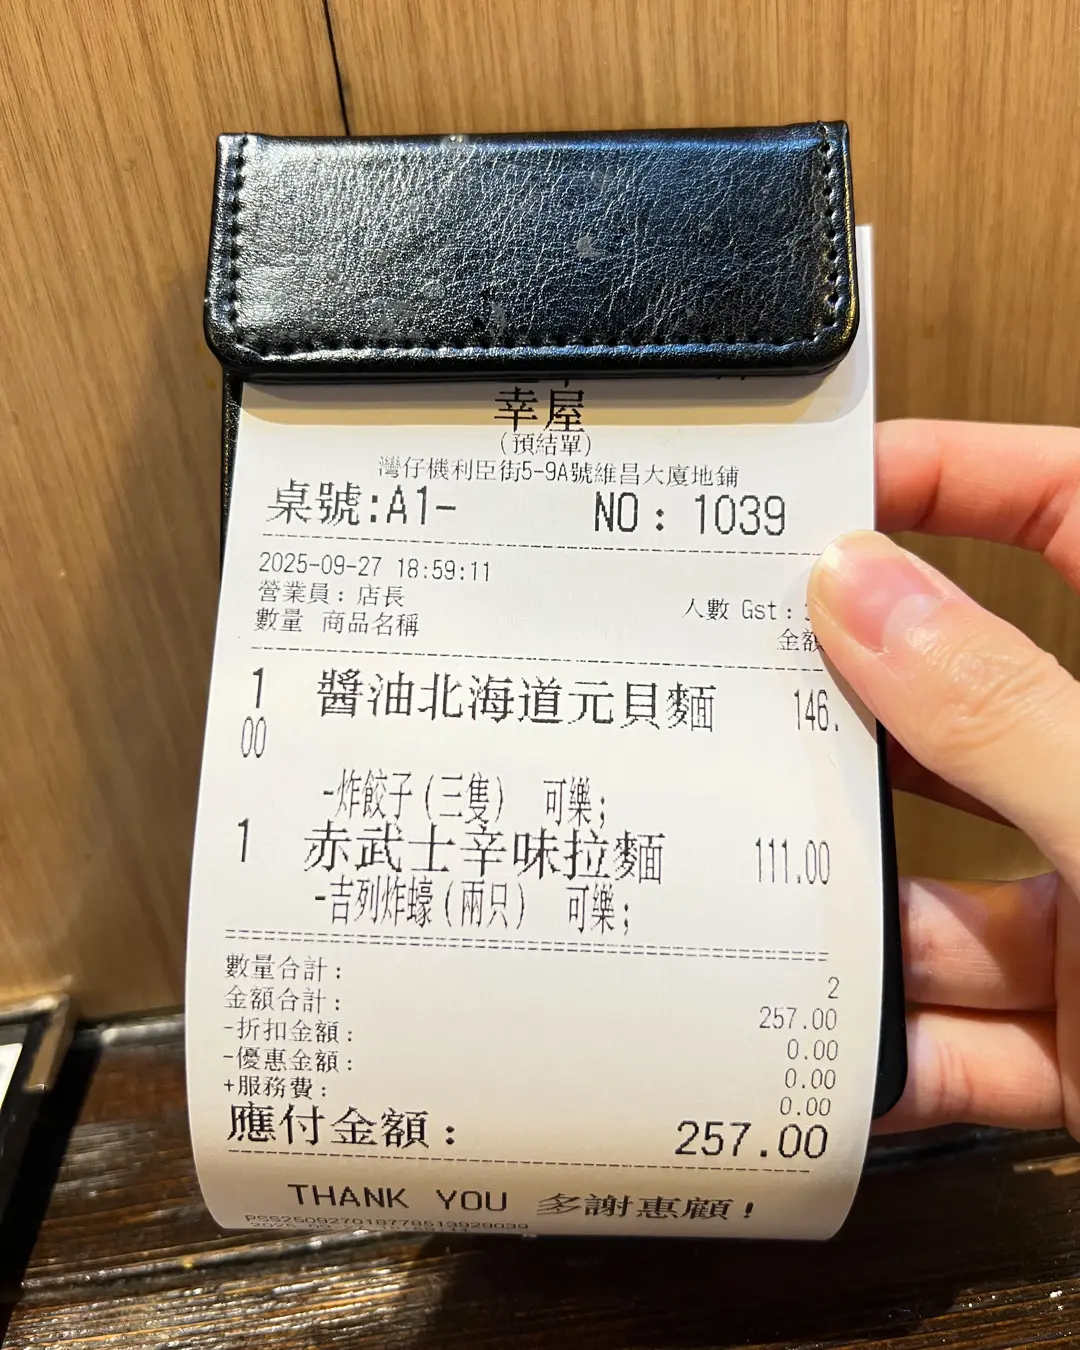 幸屋
(預結單)
灣仔機利臣街5-9A號維昌大廈地鋪
桌號:A1- NO: 1039
2025-09-27 18:59:11
營業員: 店長 人數 Gst:
數量 商品名稱 金額
1 醬油北海道元貝麵 146.
00
-炸餃子(三隻) 可樂;
1 赤武士辛味拉麵 111.00
-吉列炸蠔(兩只) 可樂;
數量合計: 2
金額合計: 257.00
-折扣金額: 0.00
-優惠金額: 0.00
+服務費: 0.00
應付金額: 257.00
THANK YOU 多謝惠顧!